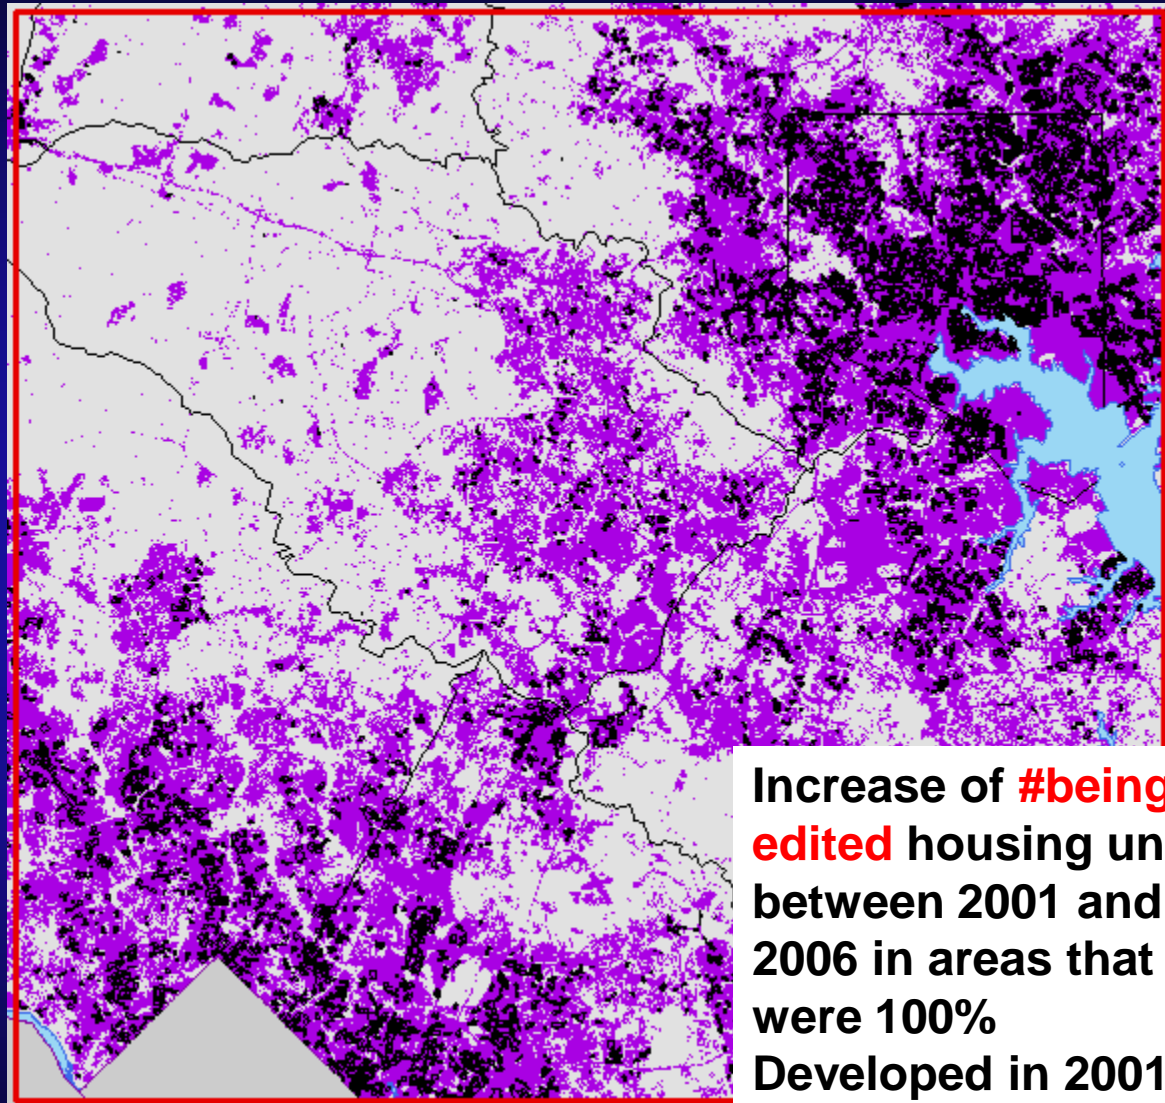 Increase of #being
edited housing un
between 2001 and
2006 in areas that
were 100%
Developed in 2001